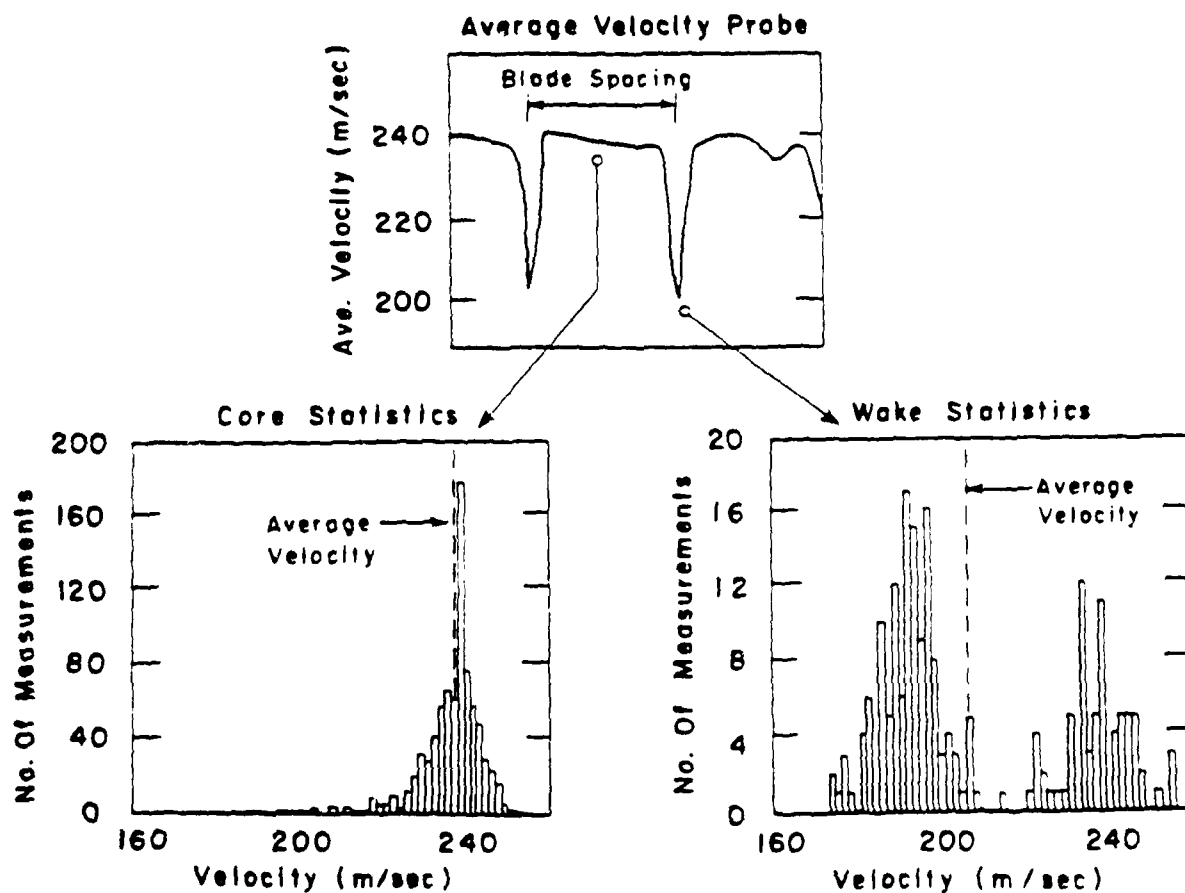 Average Velocity Probe
Blade Spacing
Ave. Velocity (m/sec)
240
220
200
Core Statistics
No. Of Measurements
200
160
120
80
40
0
Average
Velocity
160
200
240
Velocity (m/sec)
Wake Statistics
No. Of Measurements
20
16
12
8
4
0
Average
Velocity
160
200
240
Velocity (m/sec)